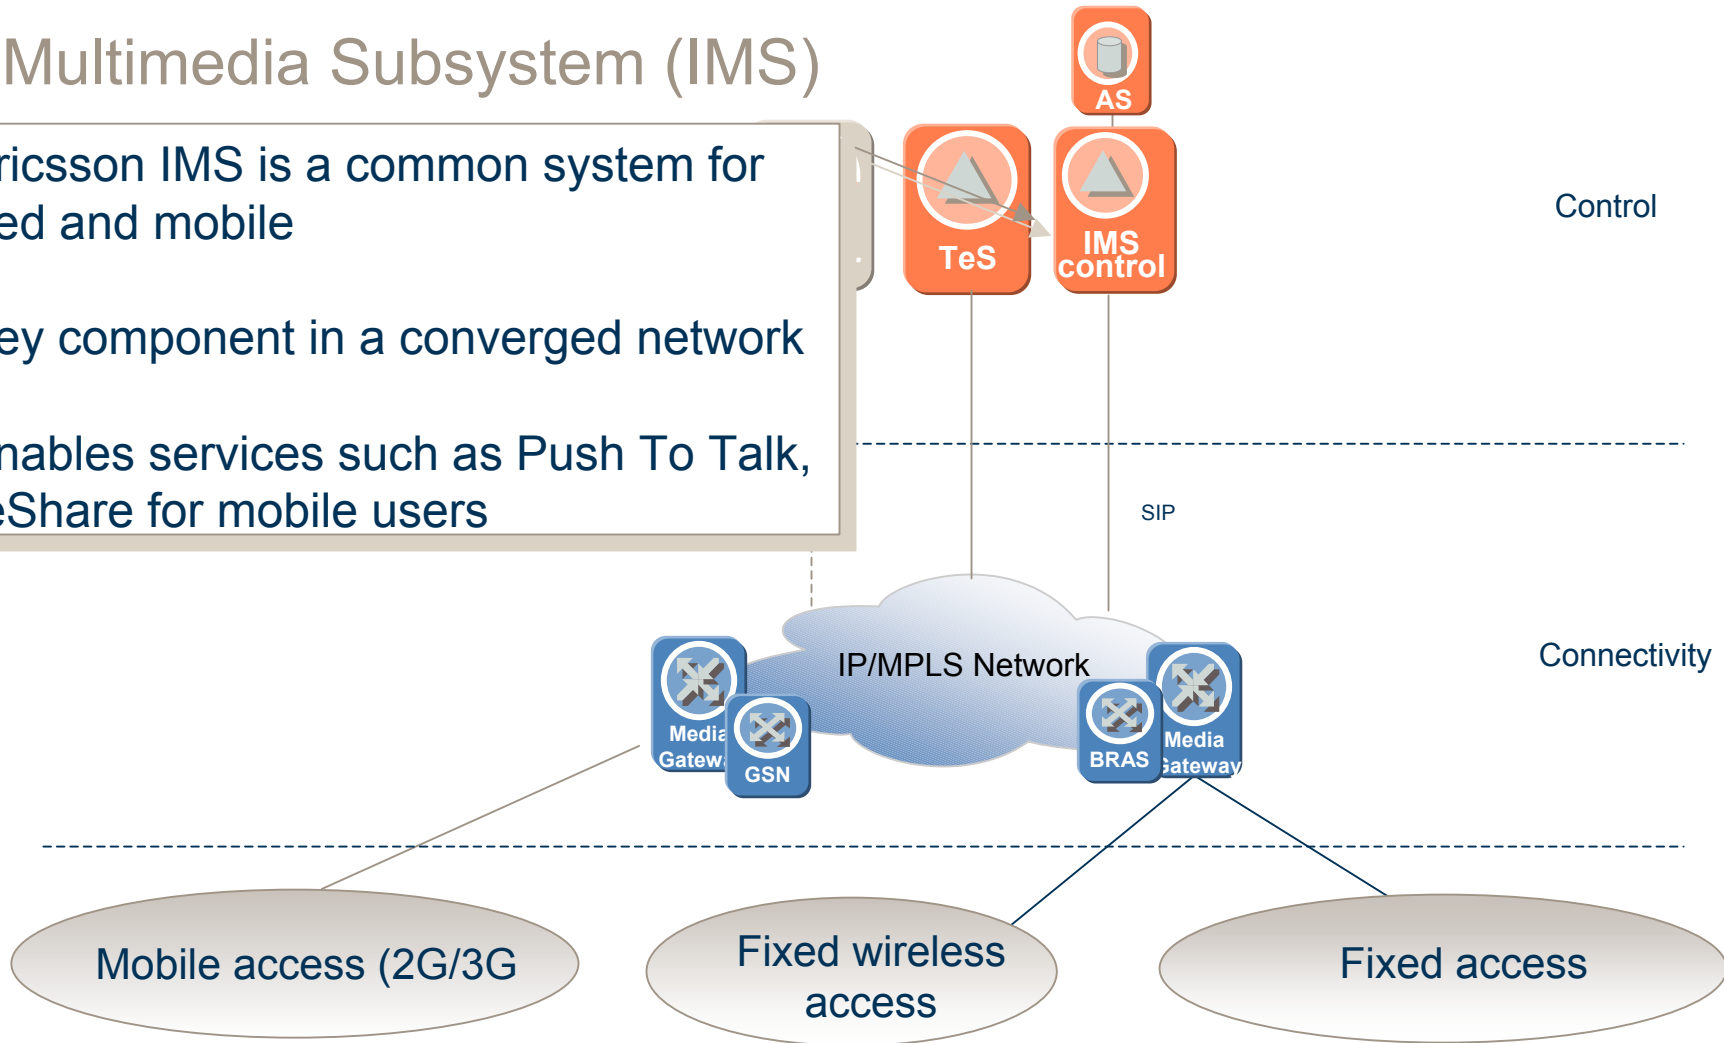 Multimedia Subsystem (IMS)
AS
ricsson IMS is a common system for
ed and mobile
ey component in a converged network
nables services such as Push To Talk,
eShare for mobile users
TeS
IMS
control
Control
SIP
IP/MPLS Network
Connectivity
Media
Gatew
GSN
BRAS
Media
Gateway
Mobile access (2G/3G
Fixed wireless
access
Fixed access